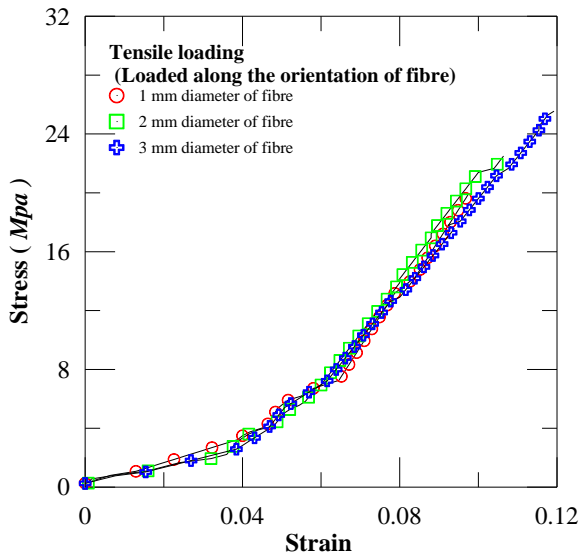 32
24
16
8
0
Stress ( Mpa )
Tensile loading
(Loaded along the orientation of fibre)
1 mm diameter of fibre
2 mm diameter of fibre
3 mm diameter of fibre
0
0.04
0.08
0.12
Strain